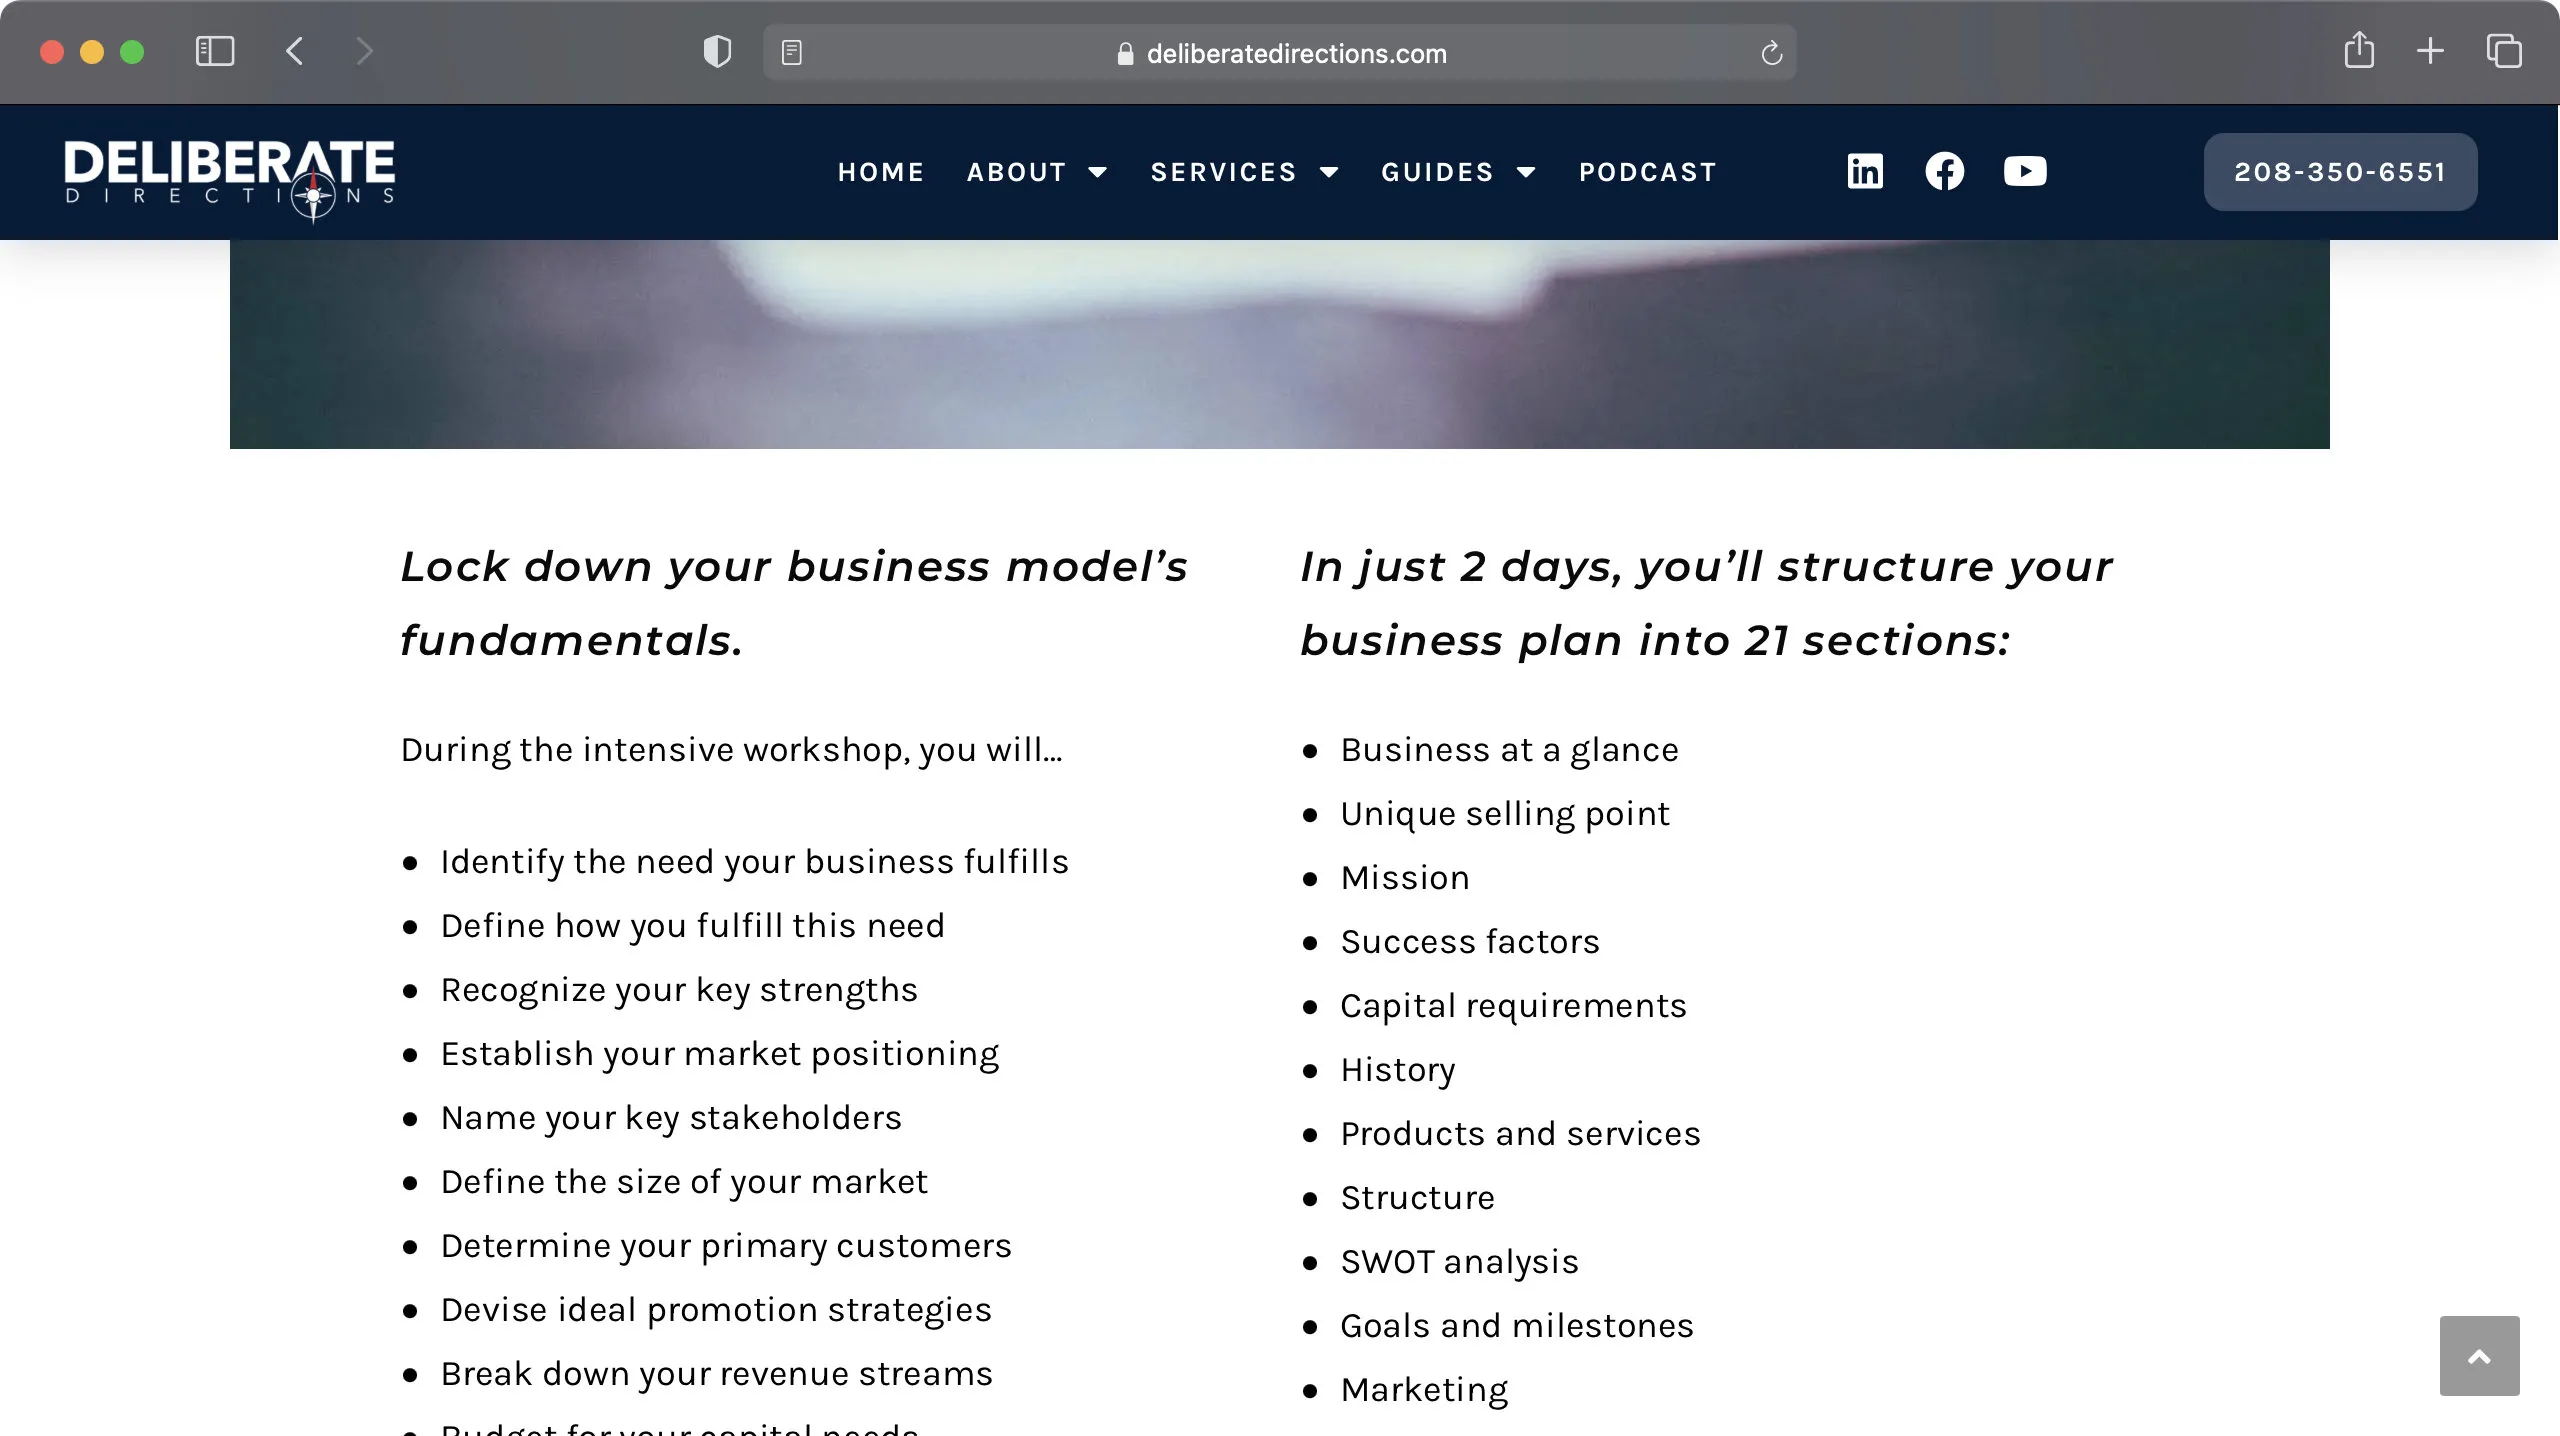 deliberatedirections.com
DELIBERATE
DIRECTIONS
HOME ABOUT SERVICES GUIDES PODCAST
208-350-6551
Lock down your business model’s
fundamentals.
During the intensive workshop, you will…
Identify the need your business fulfills
Define how you fulfill this need
Recognize your key strengths
Establish your market positioning
Name your key stakeholders
Define the size of your market
Determine your primary customers
Devise ideal promotion strategies
Break down your revenue streams
Budget for your capital needs
In just 2 days, you’ll structure your
business plan into 21 sections:
Business at a glance
Unique selling point
Mission
Success factors
Capital requirements
History
Products and services
Structure
SWOT analysis
Goals and milestones
Marketing